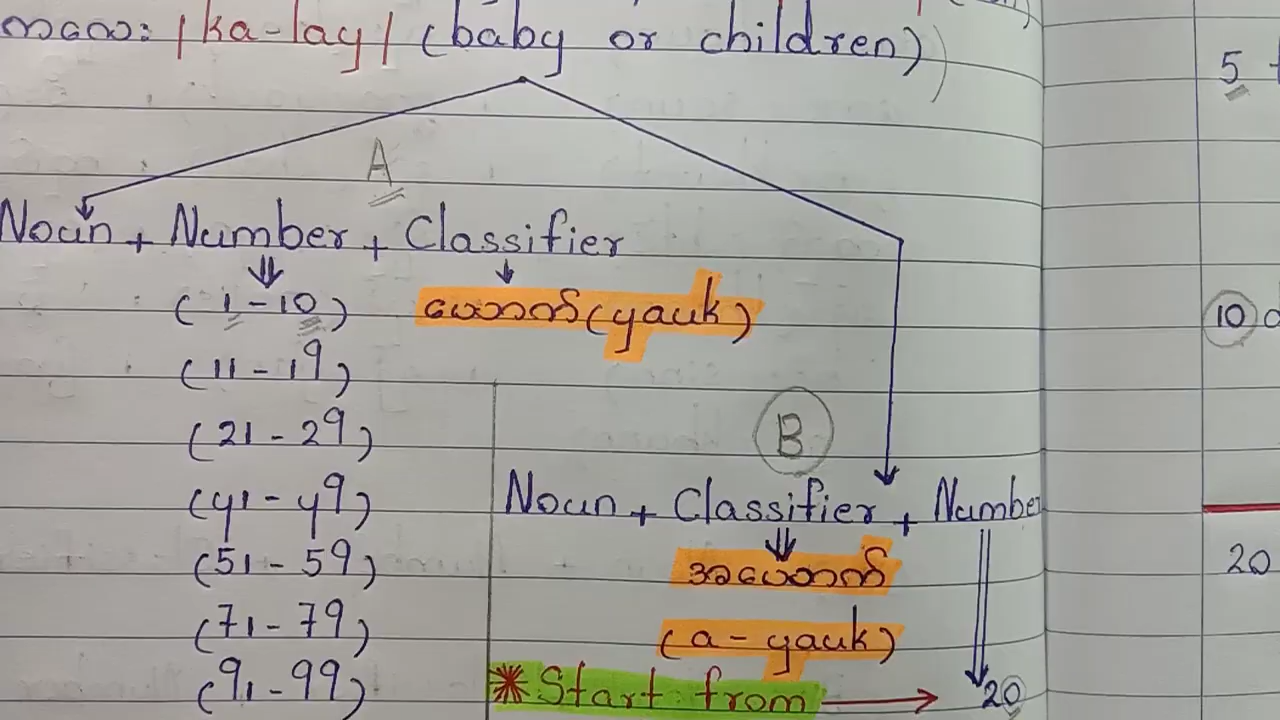 ကလေး |ka-lay| (baby or children)
A
Noun + Number + Classifier
(1-10) ယောက် (yauk)
(11-19)
(21-29)
(41-49)
(51-59)
(71-79)
(91-99)
B
Noun + Classifier + Number
အယောက်
(a-yauk)
* Start from → 20
5
10
20